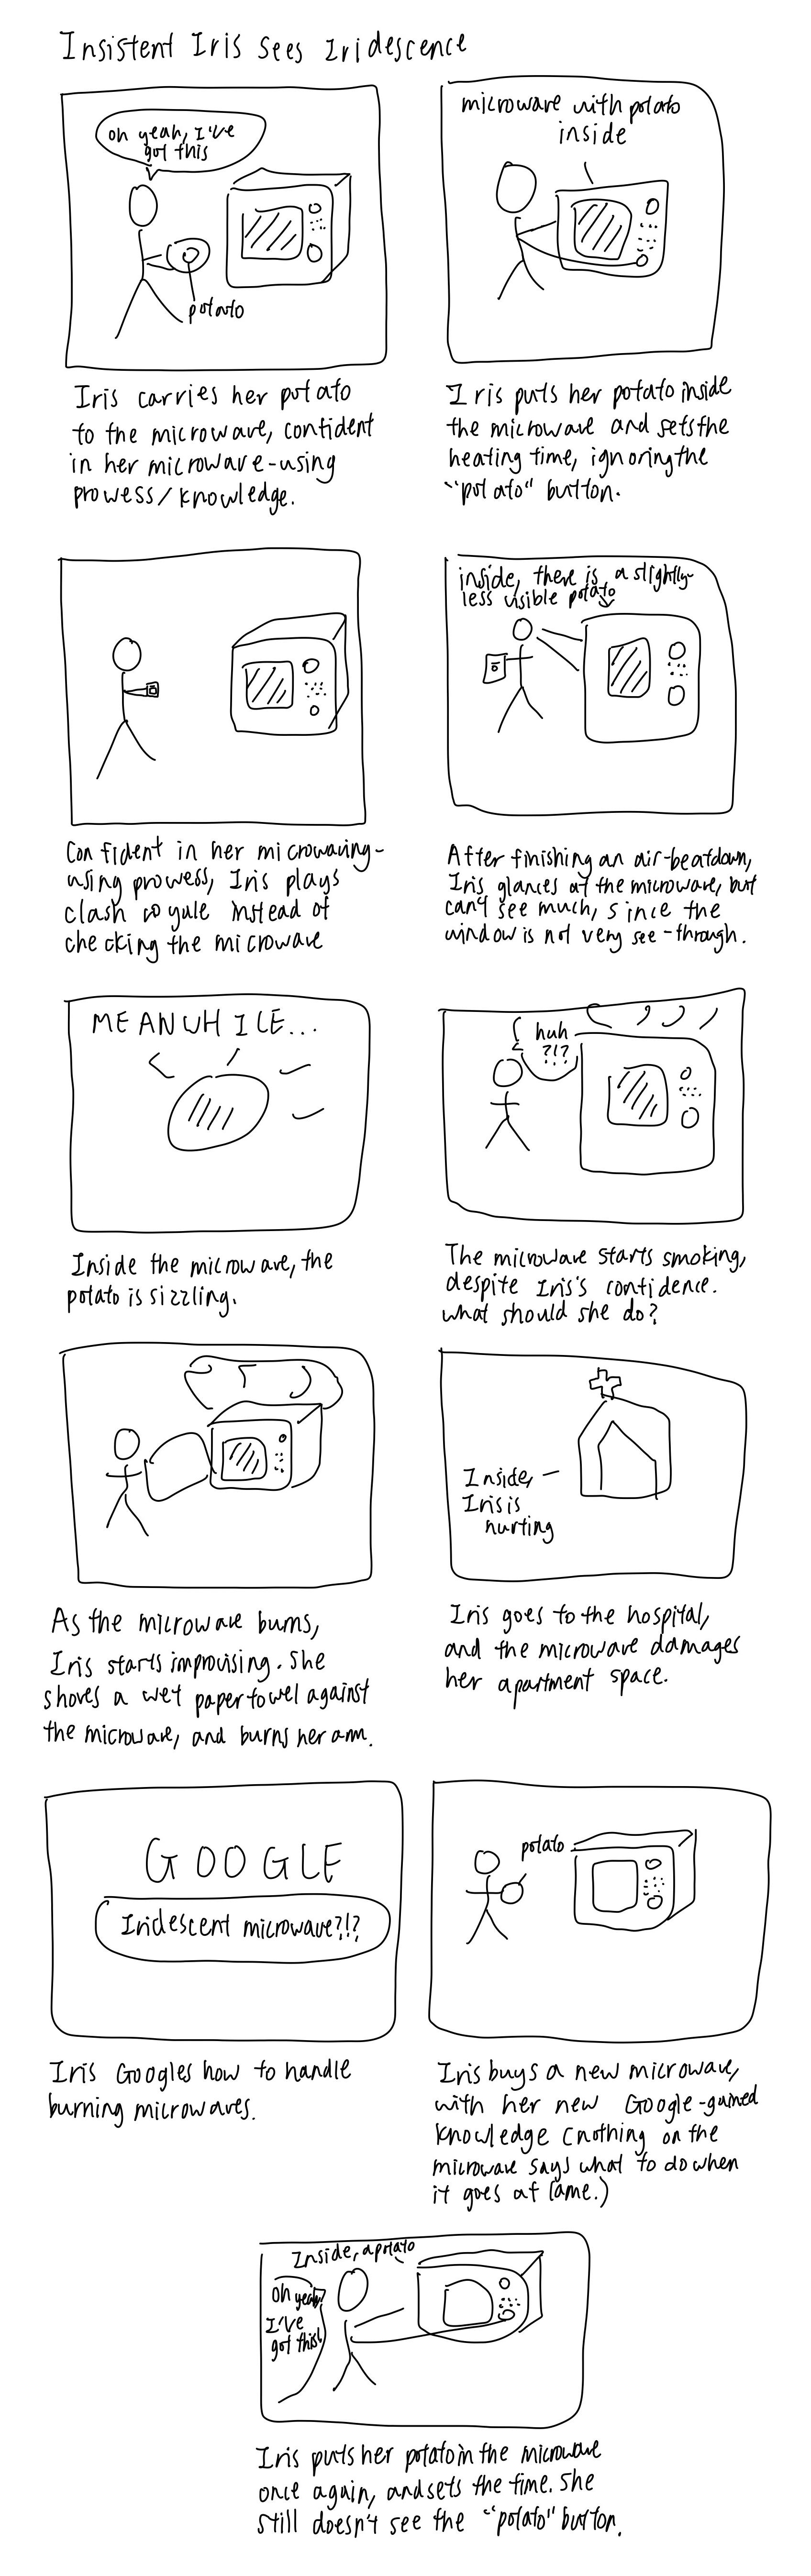 Insistent Iris Sees Iridescence
oh yeah, I've
got this
potato
Iris carries her potato
to the microwave, confident
in her microwave-using
prowess/knowledge.
microwave with potato
inside
Iris puts her potato inside
the microwave and sets the
heating time, ignoring the
"potato" button.
Confident in her microwaving-
using prowess, Iris plays
clash royale instead of
checking the microwave
inside, there is a slightly-
less visible potato
After finishing an air-beatdown,
Iris glances at the microwave, but
can't see much, since the
window is not very see-through.
MEANWHILE...
Inside the microwave, the
potato is sizzling.
huh
?!?
The microwave starts smoking,
despite Iris's confidence.
What should she do?
As the microwave burns,
Iris starts improvising. She
shoves a wet paper towel against
the microwave, and burns her arm.
Inside,
Iris is
hurting
Iris goes to the hospital,
and the microwave damages
her apartment space.
GOOGLE
Iridescent microwave?!?
Iris Googles how to handle
burning microwaves.
potato
Iris buys a new microwave,
with her new Google-gained
knowledge (nothing on the
microwave says what to do when
it goes aflame.)
Inside, a potato
Oh yeah?
I've
got this!
Iris puts her potato in the microwave
once again, and sets the time. She
still doesn't see the "potato" button.